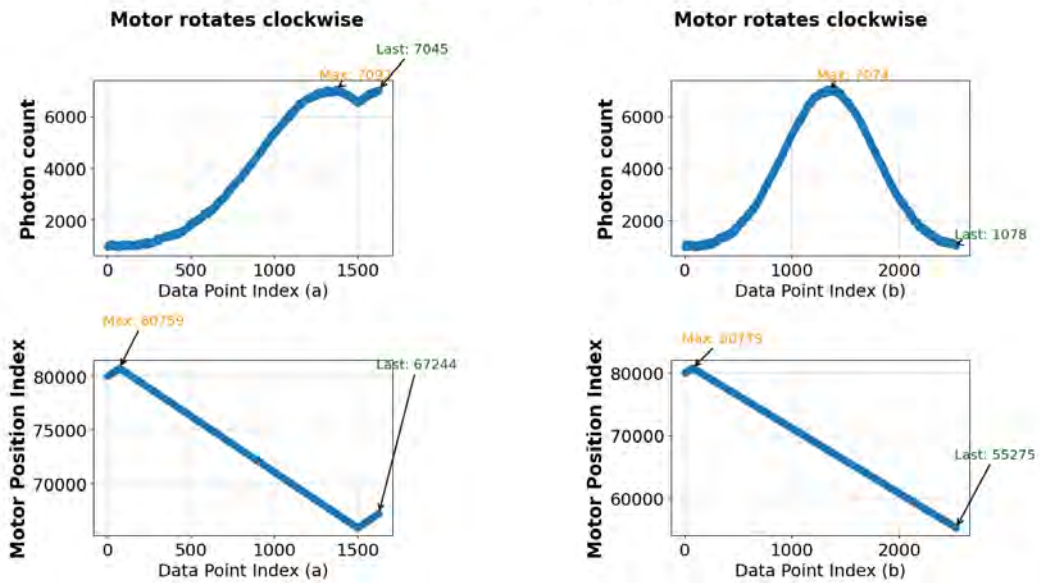 Motor rotates clockwise
Last: 7045
Photon count
6000
4000
2000
0
500
1000
1500
Data Point Index (a)
Motor rotates clockwise
Max: 7074
Photon count
6000
4000
2000
Last: 1078
0
1000
2000
Data Point Index (b)
Max: 80759
Last: 67244
Motor Position Index
80000
75000
70000
0
500
1000
1500
Data Point Index (a)
Max:
Last: 55275
Motor Position Index
80000
70000
60000
0
1000
2000
Data Point Index (b)